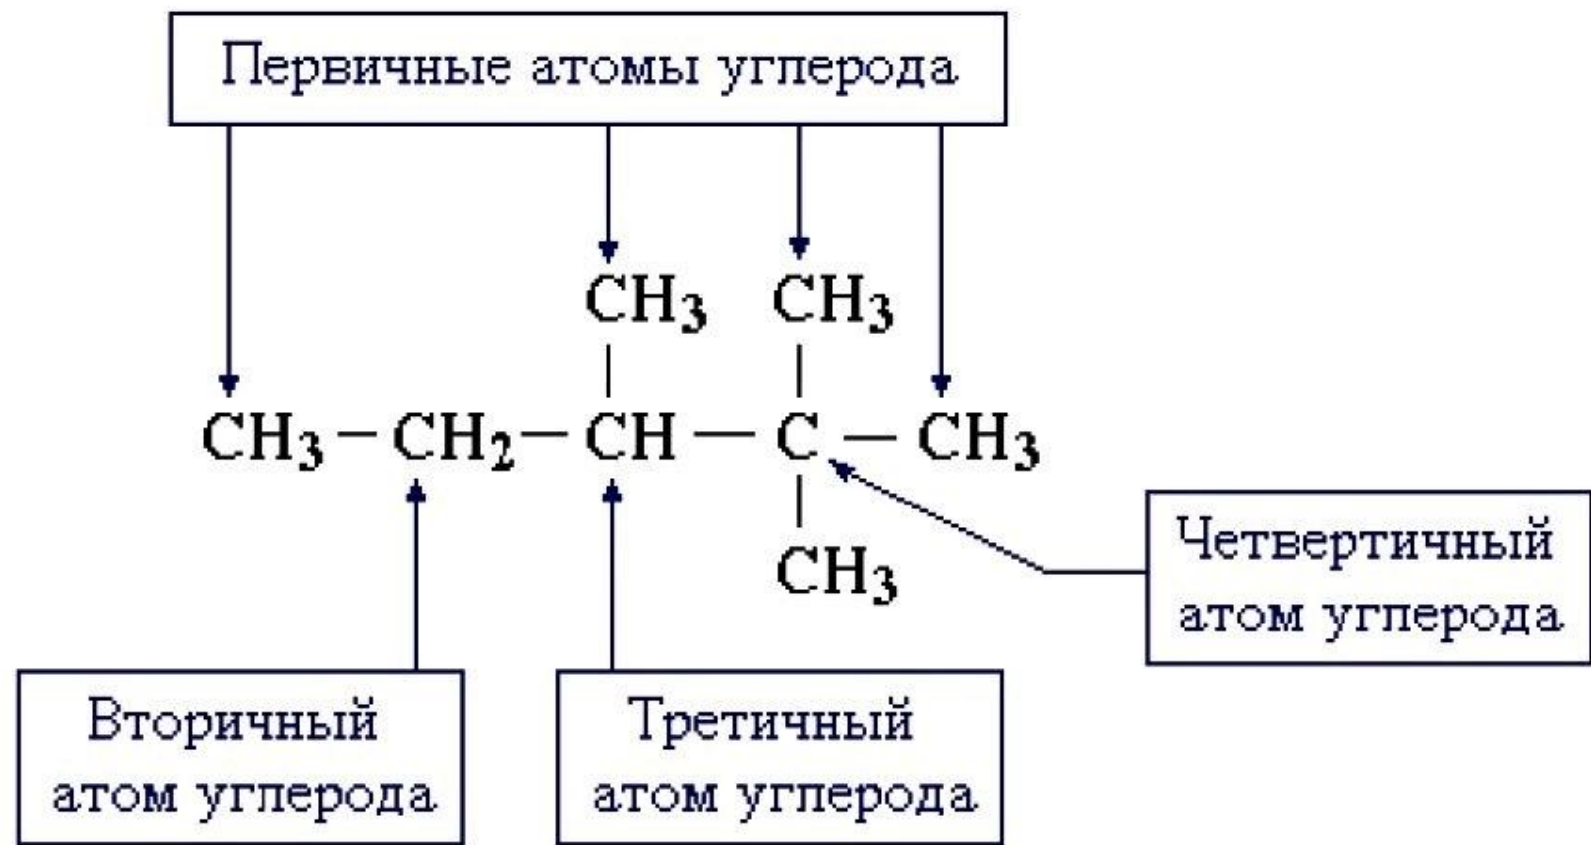 Первичные атомы углерода
CH3 CH3
CH3 – CH2 – CH – C – CH3
CH3
Четвертичный
атом углерода
Вторичный
атом углерода
Третичный
атом углерода